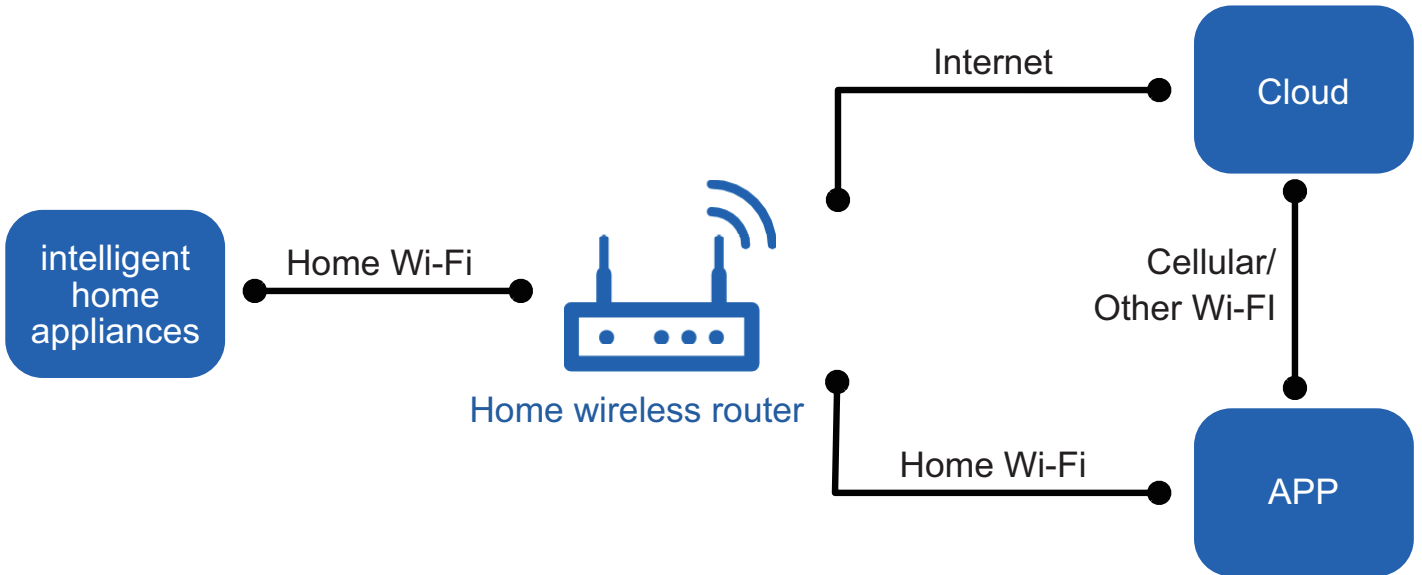 Internet
Cloud
intelligent
home
appliances
Home Wi-Fi
Cellular/
Other Wi-FI
Home wireless router
Home Wi-Fi
APP